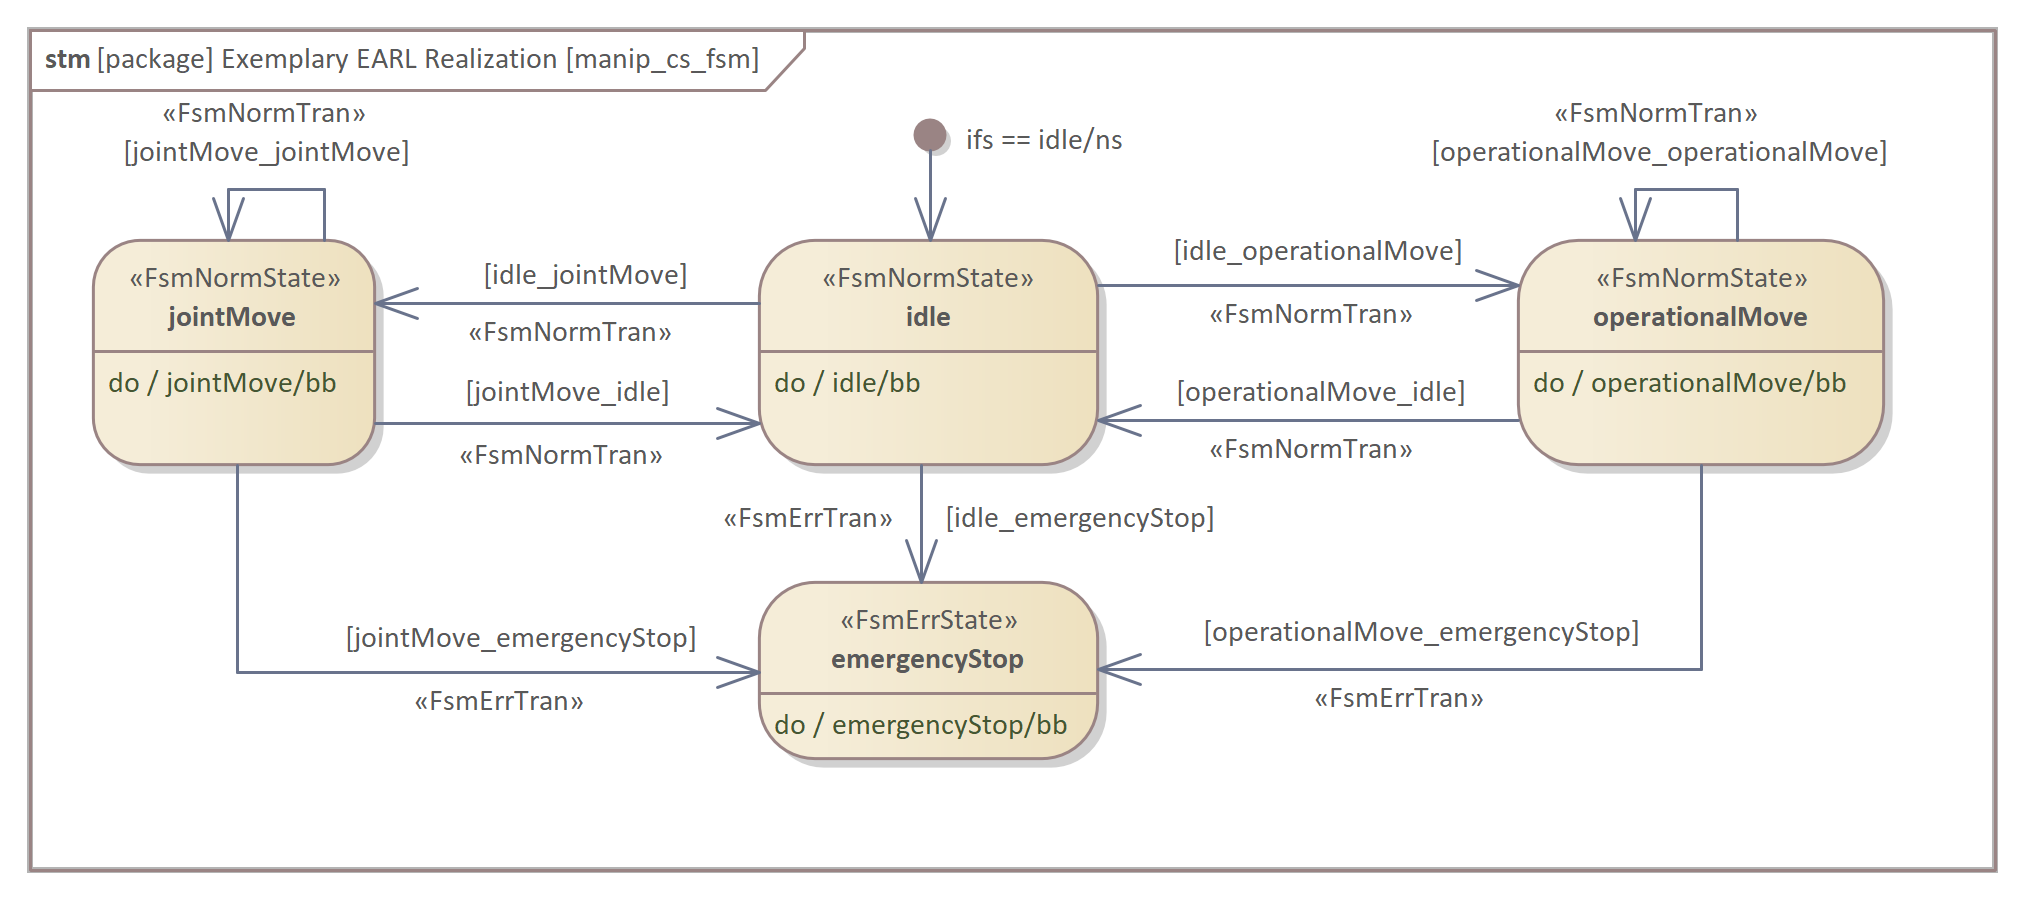 stm [package] Exemplary EARL Realization [manip_cs_fsm]
«FsmNormTran»
[jointMove_jointMove]
ifs == idle/ns
«FsmNormTran»
[operationalMove_operationalMove]
«FsmNormState»
jointMove
do / jointMove/bb
[idle_jointMove]
«FsmNormTran»
[jointMove_idle]
«FsmNormTran»
«FsmNormState»
idle
do / idle/bb
[idle_operationalMove]
«FsmNormTran»
[operationalMove_idle]
«FsmNormTran»
«FsmNormState»
operationalMove
do / operationalMove/bb
«FsmErrTran»
[idle_emergencyStop]
[jointMove_emergencyStop]
«FsmErrTran»
«FsmErrState»
emergencyStop
do / emergencyStop/bb
[operationalMove_emergencyStop]
«FsmErrTran»